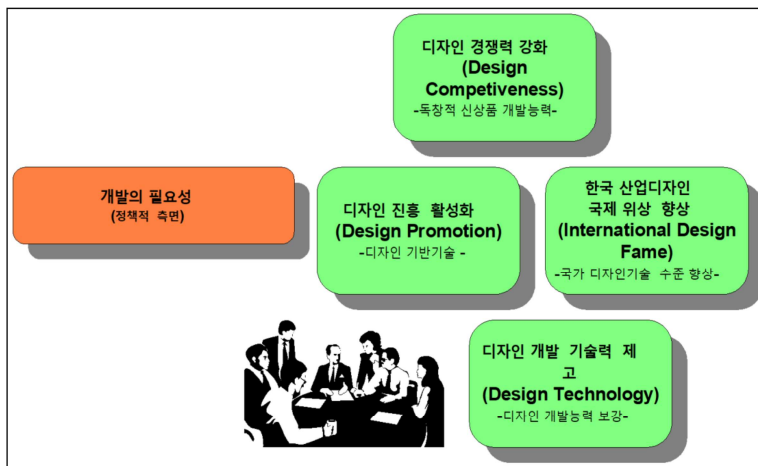 디자인 경쟁력 강화
(Design
Competiveness)
-독창적 신상품 개발능력-
개발의 필요성
(정책적 측면)
디자인 진흥 활성화
(Design Promotion)
-디자인 기반기술 -
한국 산업디자인
국제 위상 향상
(International Design
Fame)
-국가 디자인기술 수준 향상-
디자인 개발 기술력 제
고
(Design Technology)
-디자인 개발능력 보강-